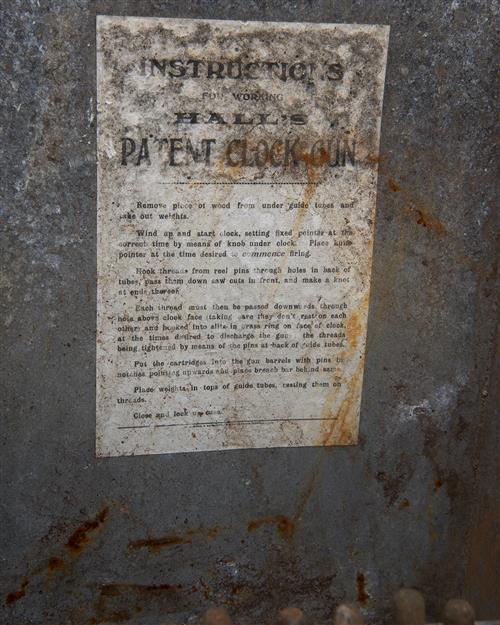 INSTRUCTIONS
FOR WORKING
HALL'S
PATENT CLOCK GUN
Remove piece of wood from under guide tubes and
take out weights.
Wind up and start clock, setting fixed pointer at the
correct time by means of knob under clock. Place knife
pointer at the time desired to commence firing.
Hook threads from reel pins through holes in back of
tubes, pass them down saw cuts in front, and make a knot
at ends thereof.
Each thread must then be passed downwards through
hole above clock face (taking care they don't rest on each
other) and hooked into slits in brass ring on face of clock,
at the times desired to discharge the gun the threads
being tightened by means of the pins at back of guide tubes.
Put the cartridges into the gun barrels with pins in
notches pointing upwards and place breach bar behind same.
Place weights in tops of guide tubes, resting them on
threads.
Close and lock up case.